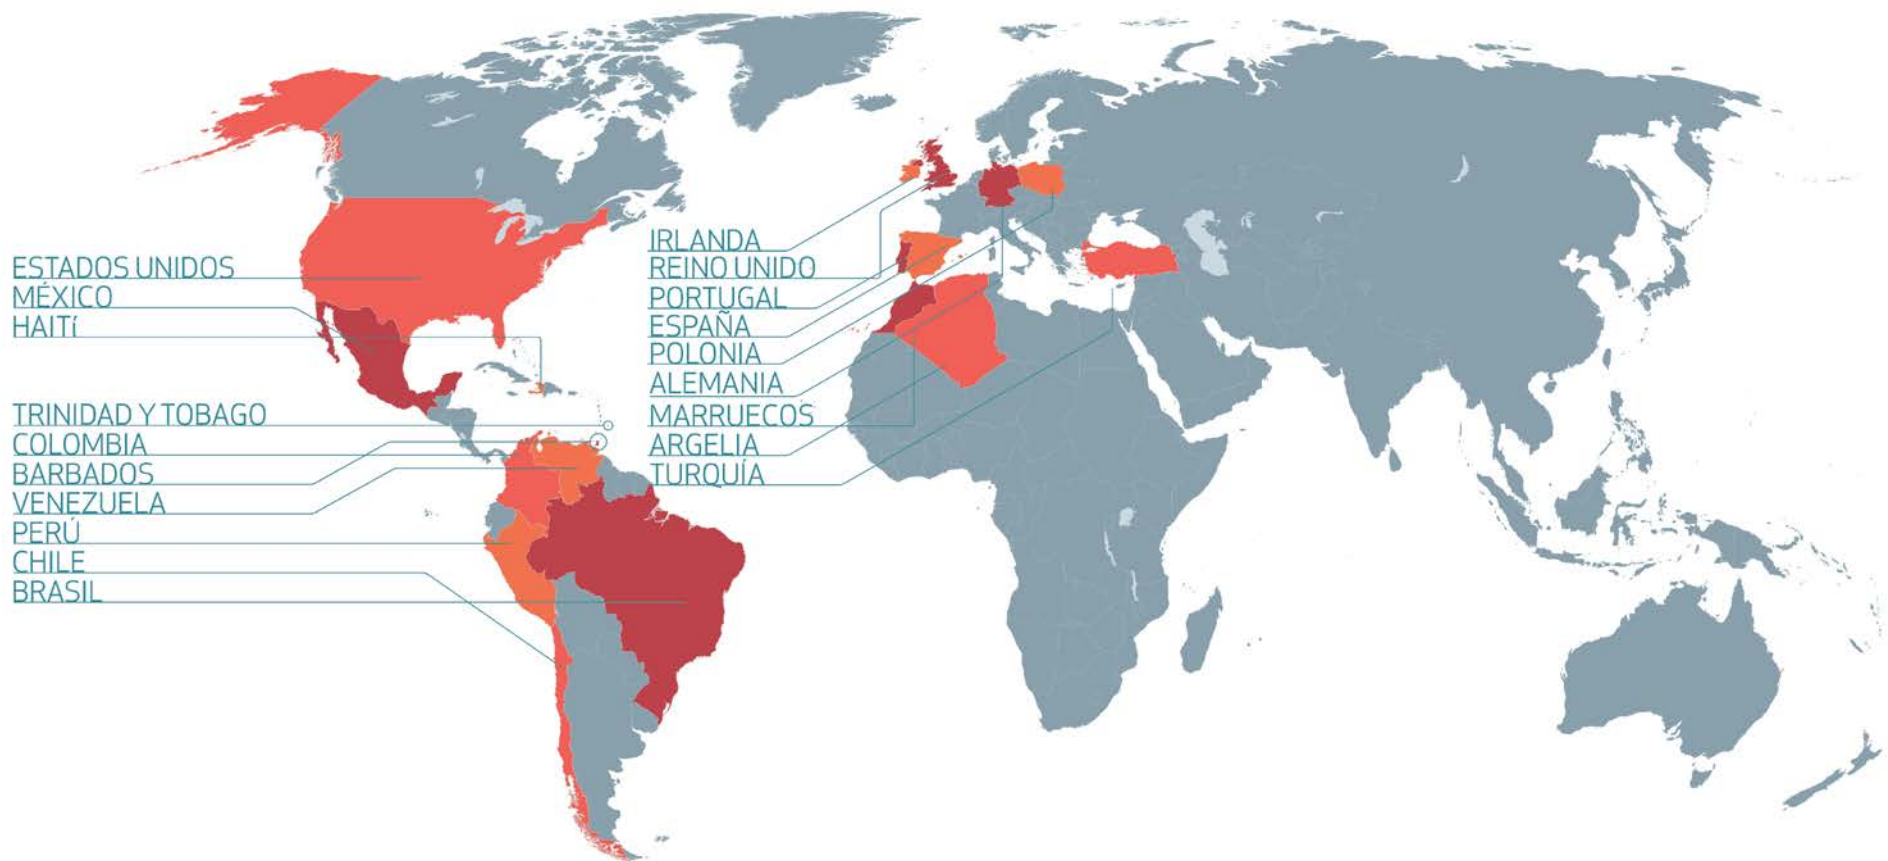 ESTADOS UNIDOS
MÉXICO
HAITí
TRINIDAD Y TOBAGO
COLOMBIA
BARBADOS
VENEZUELA
PERÚ
CHILE
BRASIL
IRLANDA
REINO UNIDO
PORTUGAL
ESPAÑA
POLONIA
ALEMANIA
MARRUECOS
ARGELIA
TURQUÍA